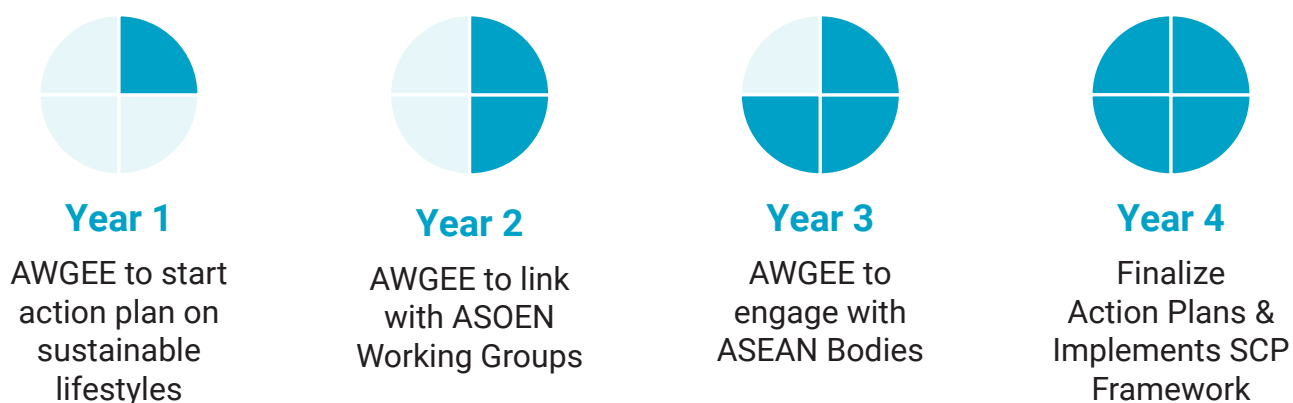 Year 1
AWGEE to start
action plan on
sustainable
lifestyles
Year 2
AWGEE to link
with ASOEN
Working Groups
Year 3
AWGEE to
engage with
ASEAN Bodies
Year 4
Finalize
Action Plans &
Implements SCP
Framework